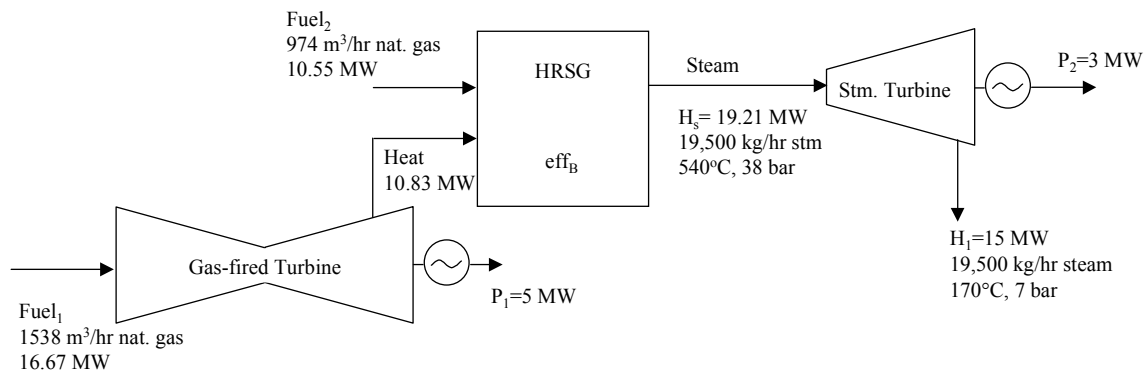 Fuel₂
974 m³/hr nat. gas
10.55 MW
HRSG
eff_B
Steam
H_s= 19.21 MW
19,500 kg/hr stm
540°C, 38 bar
Stm. Turbine
P₂=3 MW
Heat
10.83 MW
H₁=15 MW
19,500 kg/hr steam
170°C, 7 bar
Gas-fired Turbine
P₁=5 MW
Fuel₁
1538 m³/hr nat. gas
16.67 MW